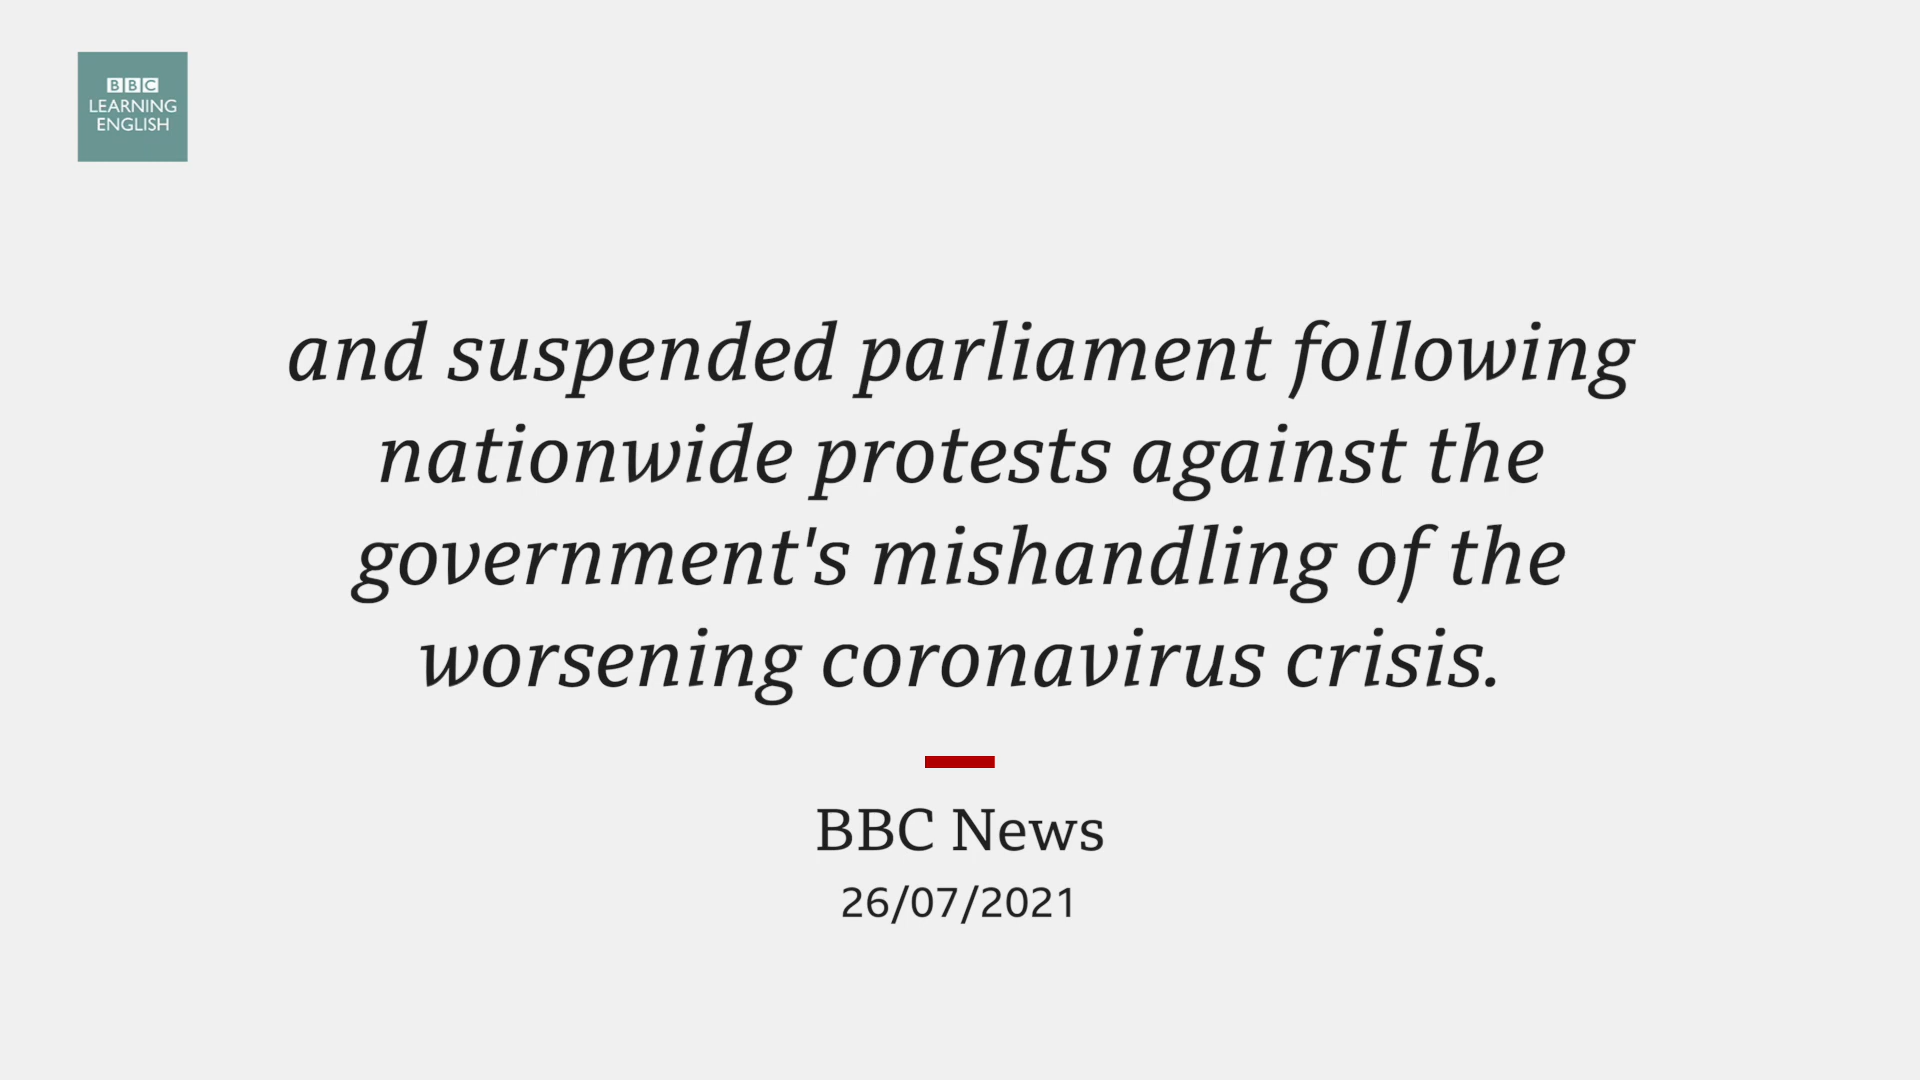 BBC
LEARNING
ENGLISH
and suspended parliament following
nationwide protests against the
government's mishandling of the
worsening coronavirus crisis.
BBC News
26/07/2021